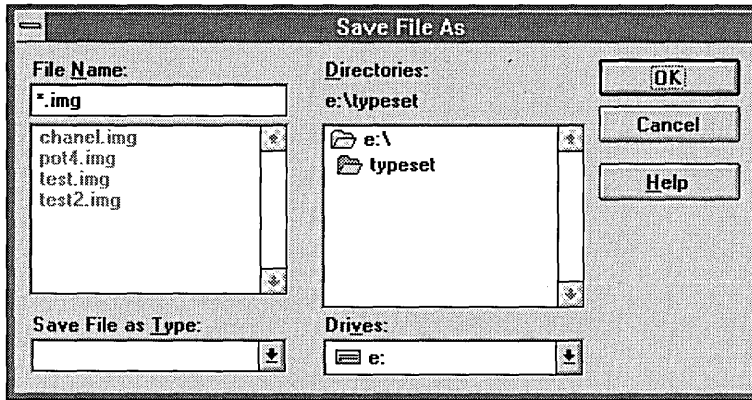 Save File As
File Name:
*.img
chanel.img
pot4.img
test.img
test2.img
Save File as Type:
Directories:
e:\typeset
e:\
typeset
Drives:
e:
OK
Cancel
Help